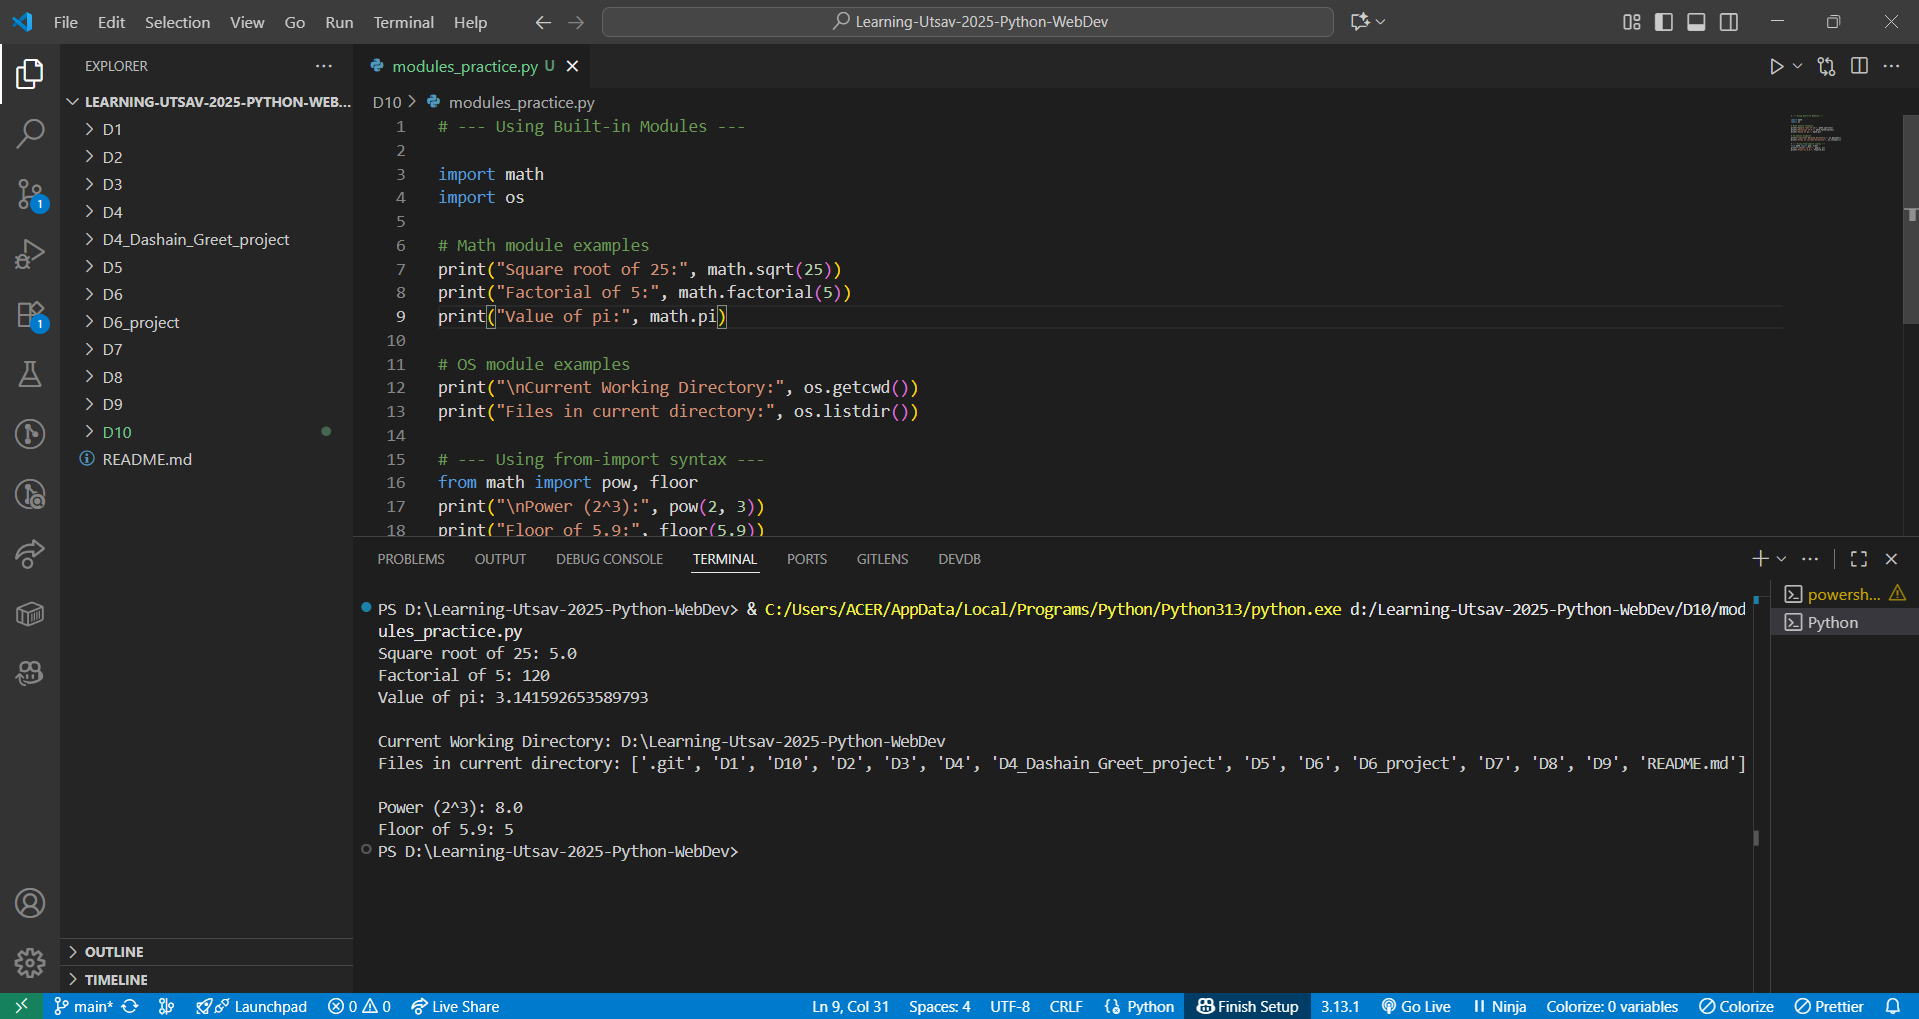 File Edit Selection View Go Run Terminal Help
Learning-Utsav-2025-Python-WebDev
EXPLORER
LEARNING-UTSAV-2025-PYTHON-WEB...
D1
D2
D3
D4
D4_Dashain_Greet_project
D5
D6
D6_project
D7
D8
D9
D10
README.md
OUTLINE
TIMELINE
1
1
modules_practice.py U
D10 > modules_practice.py
1 # --- Using Built-in Modules ---
2
3 import math
4 import os
5
6 # Math module examples
7 print("Square root of 25:", math.sqrt(25))
8 print("Factorial of 5:", math.factorial(5))
9 print("Value of pi:", math.pi)
10
11 # OS module examples
12 print("\nCurrent Working Directory:", os.getcwd())
13 print("Files in current directory:", os.listdir())
14
15 # --- Using from-import syntax ---
16 from math import pow, floor
17 print("\nPower (2^3):", pow(2, 3))
18 print("Floor of 5.9:", floor(5.9))
PROBLEMS OUTPUT DEBUG CONSOLE TERMINAL PORTS GITLENS DEVDB
PS D:\Learning-Utsav-2025-Python-WebDev> & C:/Users/ACER/AppData/Local/Programs/Python/Python313/python.exe d:/Learning-Utsav-2025-Python-WebDev/D10/mod
ules_practice.py
Square root of 25: 5.0
Factorial of 5: 120
Value of pi: 3.141592653589793
Current Working Directory: D:\Learning-Utsav-2025-Python-WebDev
Files in current directory: ['.git', 'D1', 'D10', 'D2', 'D3', 'D4', 'D4_Dashain_Greet_project', 'D5', 'D6', 'D6_project', 'D7', 'D8', 'D9', 'README.md']
Power (2^3): 8.0
Floor of 5.9: 5
PS D:\Learning-Utsav-2025-Python-WebDev>
powersh...
Python
main* Launchpad 0 0 Live Share Ln 9, Col 31 Spaces: 4 UTF-8 CRLF {} Python Finish Setup 3.13.1 Go Live Ninja Colorize: 0 variables Colorize Prettier